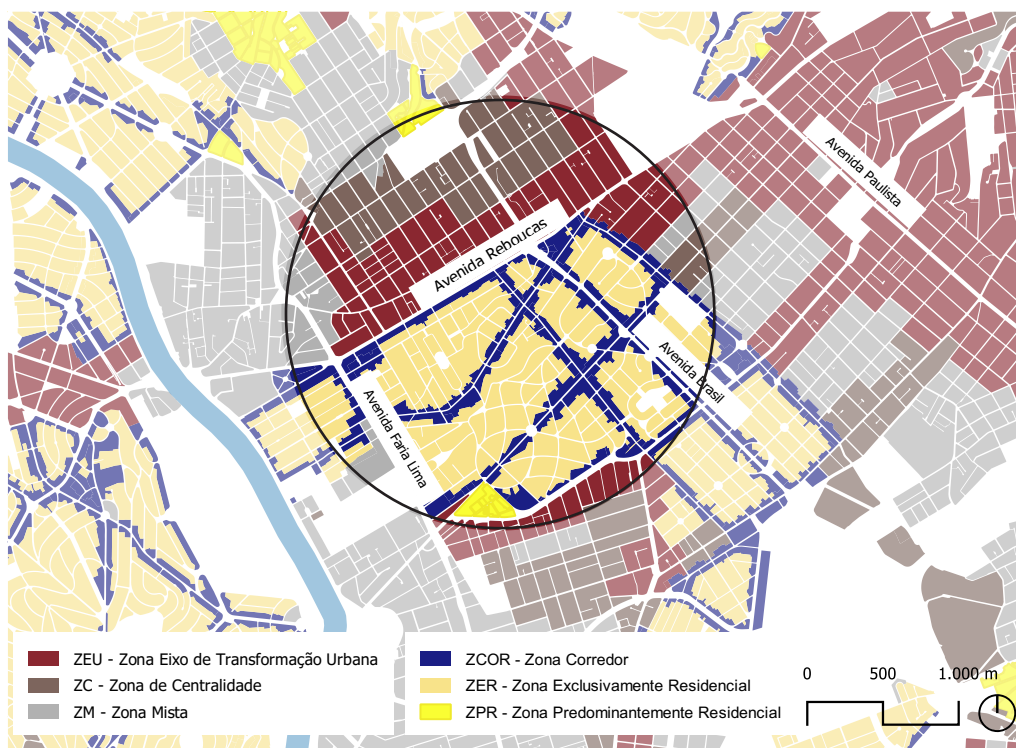 Avenida Paulista
Avenida Reboucas
Avenida Brasil
Avenida Faria Lima
ZEU - Zona Eixo de Transformação Urbana
ZC - Zona de Centralidade
ZM - Zona Mista
ZCOR - Zona Corredor
ZER - Zona Exclusivamente Residencial
ZPR - Zona Predominantemente Residencial
0 500 1.000 m